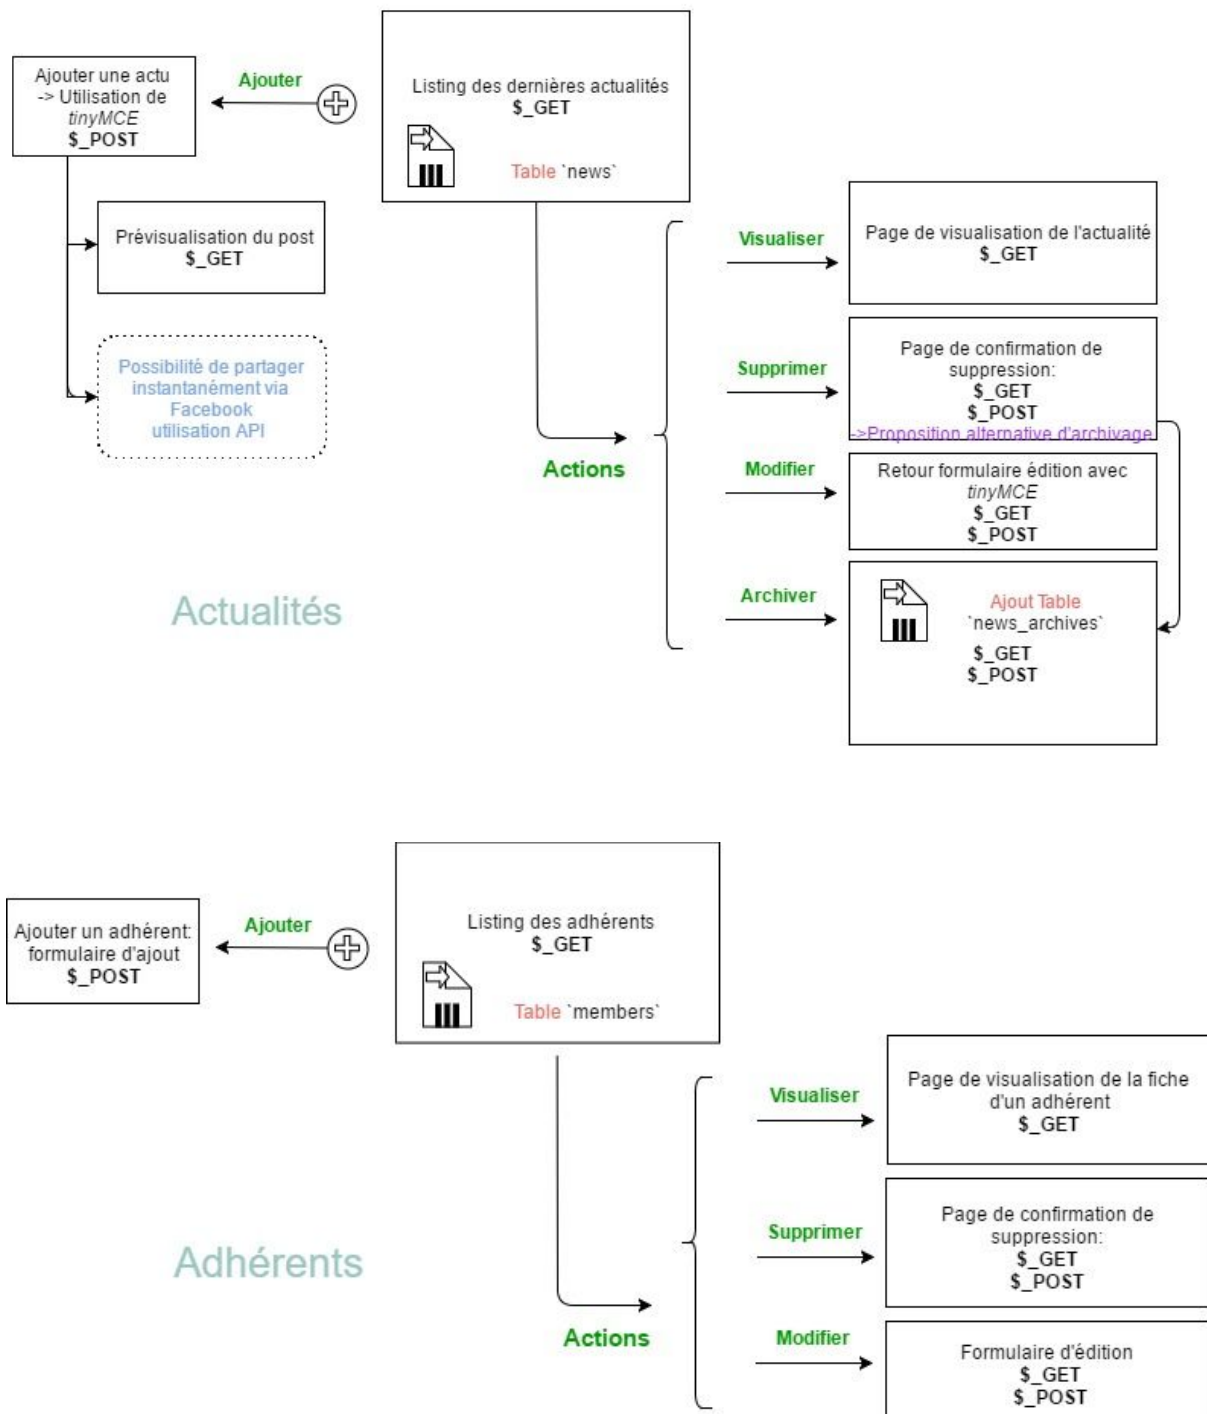 Ajouter une actu
-> Utilisation de
tinyMCE
$_POST
Ajouter
Listing des dernières actualités
$_GET
Table `news`
Prévisualisation du post
$_GET
Possibilité de partager
instantanément via
Facebook
utilisation API
Actions
Visualiser
Page de visualisation de l'actualité
$_GET
Supprimer
Page de confirmation de
suppression:
$_GET
$_POST
->Proposition alternative d'archivage
Modifier
Retour formulaire édition avec
tinyMCE
$_GET
$_POST
Archiver
Ajout Table
`news_archives`
$_GET
$_POST
Actualités
Ajouter un adhérent:
formulaire d'ajout
$_POST
Ajouter
Listing des adhérents
$_GET
Table `members`
Actions
Visualiser
Page de visualisation de la fiche
d'un adhérent
$_GET
Supprimer
Page de confirmation de
suppression:
$_GET
$_POST
Modifier
Formulaire d'édition
$_GET
$_POST
Adhérents